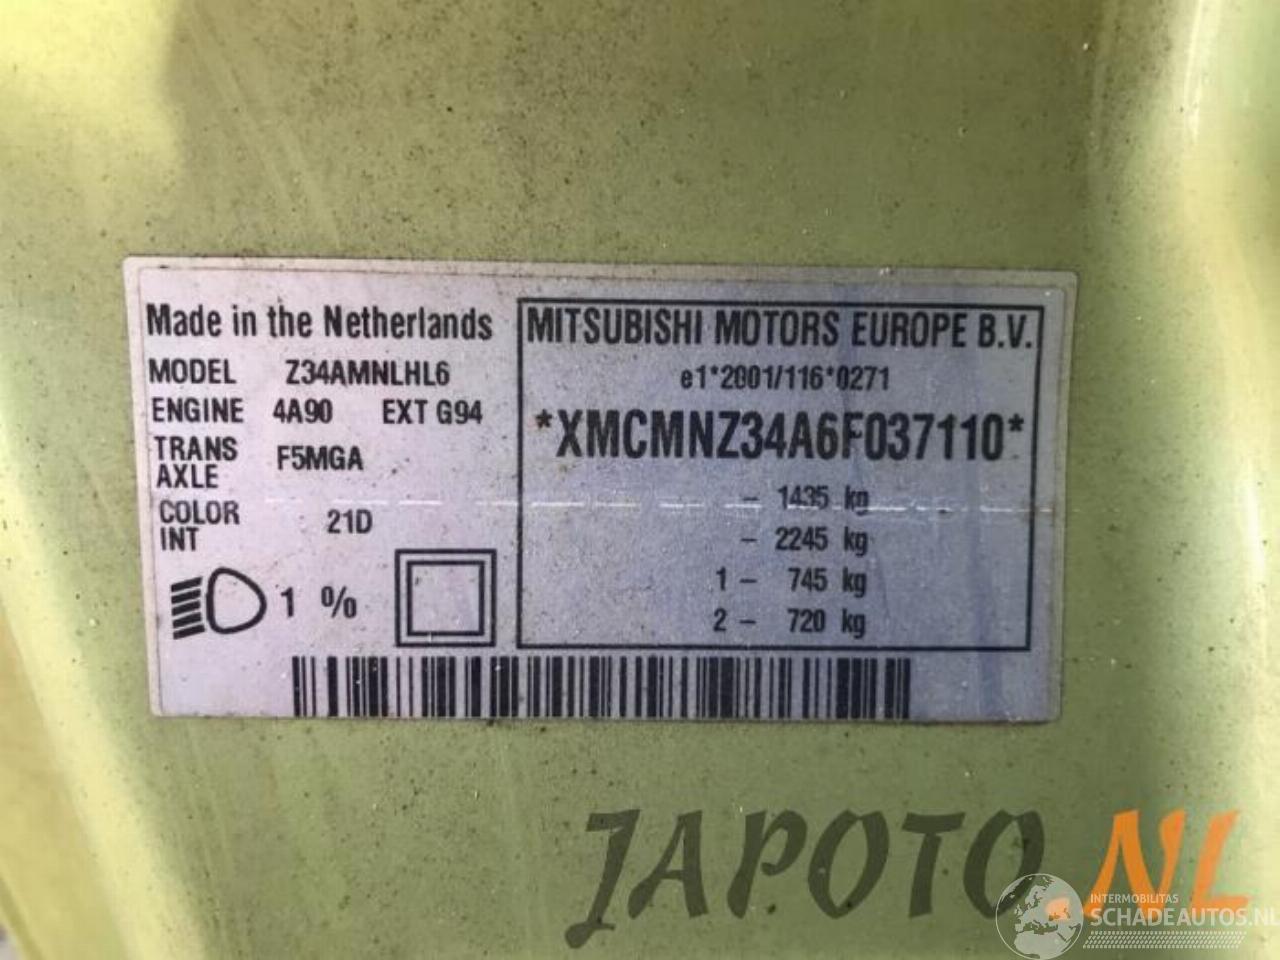 Made in the Netherlands
MODEL Z34AMNLHL6
ENGINE 4A90 EXT G94
TRANS
AXLE F5MGA
COLOR
INT 21D
1 %
MITSUBISHI MOTORS EUROPE B.V.
e1*2001/116*0271
*XMCMNZ34A6F037110*
- 1435 kg
- 2245 kg
1 - 745 kg
2 - 720 kg
JAPOTO.NL
INTERMOBILITAS
SCHADEAUTOS.NL